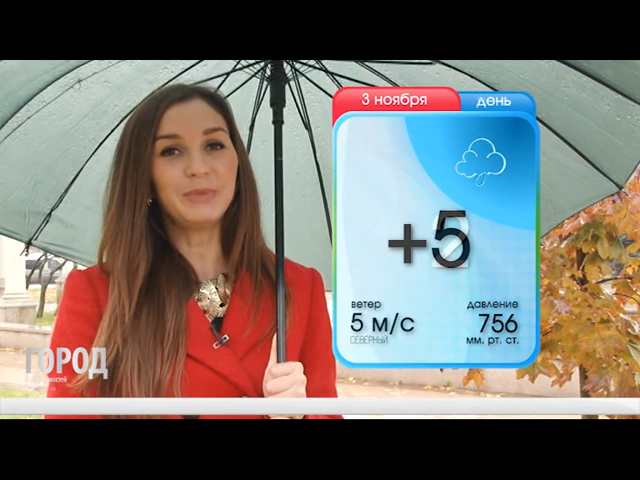 3 ноября день
+5
ветер давление
5 м/с 756
СЕВЕРНЫЙ мм. рт. ст.
ГОРОД